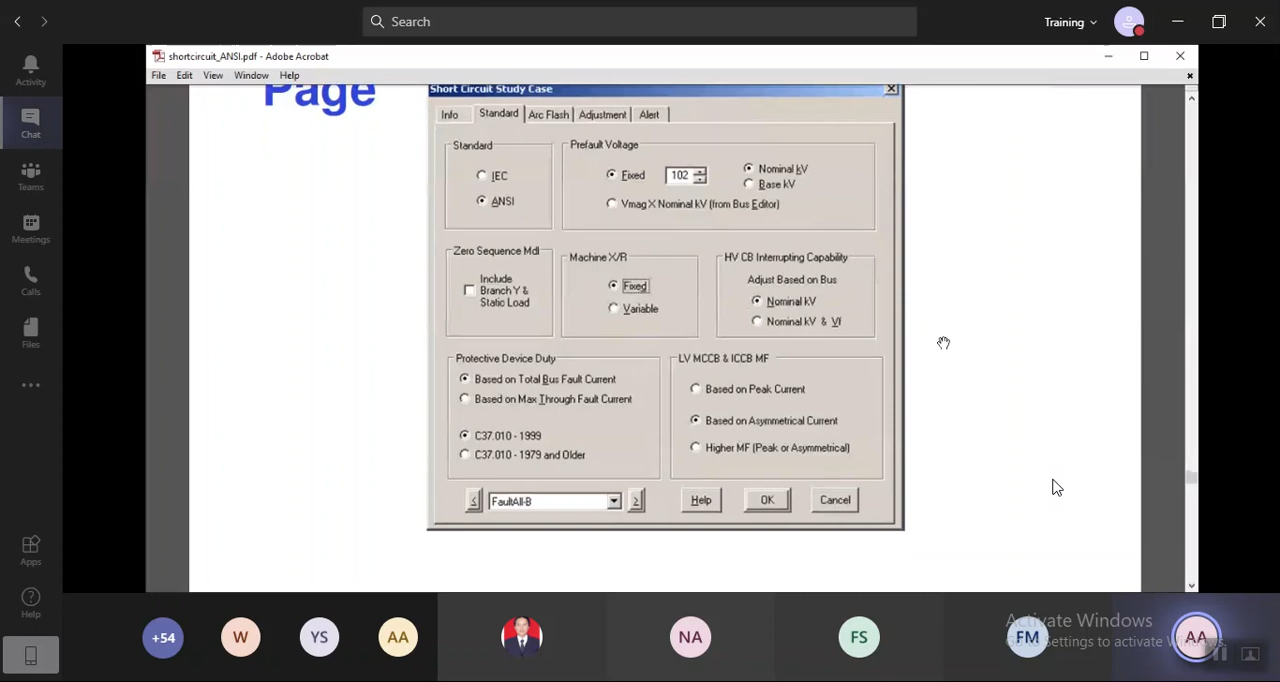 Search
Training
Activity
Chat
Teams
Meetings
Calls
Files
Apps
Help
shortcircuit_ANSI.pdf - Adobe Acrobat
File Edit View Window Help
Page
Short Circuit Study Case
Info Standard Arc Flash Adjustment Alert
Standard
IEC
ANSI
Prefault Voltage
Fixed 102
Nominal kV
Base kV
Vmag X Nominal kV (from Bus Editor)
Zero Sequence Mdl
Include
Branch Y &
Static Load
Machine X/R
Fixed
Variable
HV CB Interrupting Capability
Adjust Based on Bus
Nominal kV
Nominal kV & Vf
Protective Device Duty
Based on Total Bus Fault Current
Based on Max Through Fault Current
C37.010 - 1999
C37.010 - 1979 and Older
LV MCCB & ICCB MF
Based on Peak Current
Based on Asymmetrical Current
Higher MF (Peak or Asymmetrical)
FaultAll-B
Help OK Cancel
+54 W YS AA NA FS FM AA
Activate Windows
Go to Settings to activate Windows.